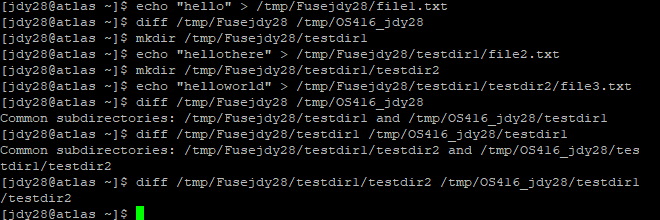 [jdy28@atlas ~]$ echo "hello" > /tmp/Fusejdy28/file1.txt
[jdy28@atlas ~]$ diff /tmp/Fusejdy28 /tmp/OS416_jdy28
[jdy28@atlas ~]$ mkdir /tmp/Fusejdy28/testdir1
[jdy28@atlas ~]$ echo "hellothere" > /tmp/Fusejdy28/testdir1/file2.txt
[jdy28@atlas ~]$ mkdir /tmp/Fusejdy28/testdir1/testdir2
[jdy28@atlas ~]$ echo "helloworld" > /tmp/Fusejdy28/testdir1/testdir2/file3.txt
[jdy28@atlas ~]$ diff /tmp/Fusejdy28 /tmp/OS416_jdy28
Common subdirectories: /tmp/Fusejdy28/testdir1 and /tmp/OS416_jdy28/testdir1
[jdy28@atlas ~]$ diff /tmp/Fusejdy28/testdir1 /tmp/OS416_jdy28/testdir1
Common subdirectories: /tmp/Fusejdy28/testdir1/testdir2 and /tmp/OS416_jdy28/tes
tdir1/testdir2
[jdy28@atlas ~]$ diff /tmp/Fusejdy28/testdir1/testdir2 /tmp/OS416_jdy28/testdir1
/testdir2
[jdy28@atlas ~]$